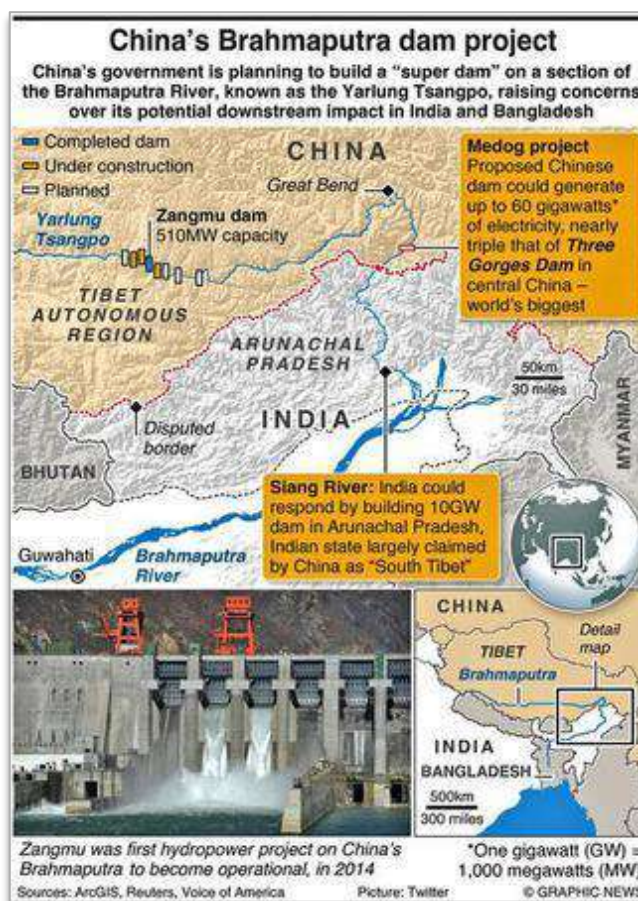 China's Brahmaputra dam project
China's government is planning to build a “super dam” on a section of
the Brahmaputra River, known as the Yarlung Tsangpo, raising concerns
over its potential downstream impact in India and Bangladesh
Completed dam
Under construction
Planned
CHINA
Great Bend
Medog project
Proposed Chinese
dam could generate
up to 60 gigawatts*
of electricity, nearly
triple that of Three
Gorges Dam in
central China –
world's biggest
Yarlung
Tsangpo
Zangmu dam
510MW capacity
TIBET
AUTONOMOUS
REGION
ARUNACHAL
PRADESH
50km
30 miles
INDIA
Disputed
border
BHUTAN
MYANMAR
Siang River: India could
respond by building 10GW
dam in Arunachal Pradesh,
Indian state largely claimed
by China as “South Tibet”
Guwahati
Brahmaputra
River
CHINA
Detail
map
TIBET
Brahmaputra
INDIA
BANGLADESH
500km
300 miles
Zangmu was first hydropower project on China's
Brahmaputra to become operational, in 2014
*One gigawatt (GW) =
1,000 megawatts (MW)
Sources: ArcGIS, Reuters, Voice of America
Picture: Twitter
© GRAPHIC NEWS